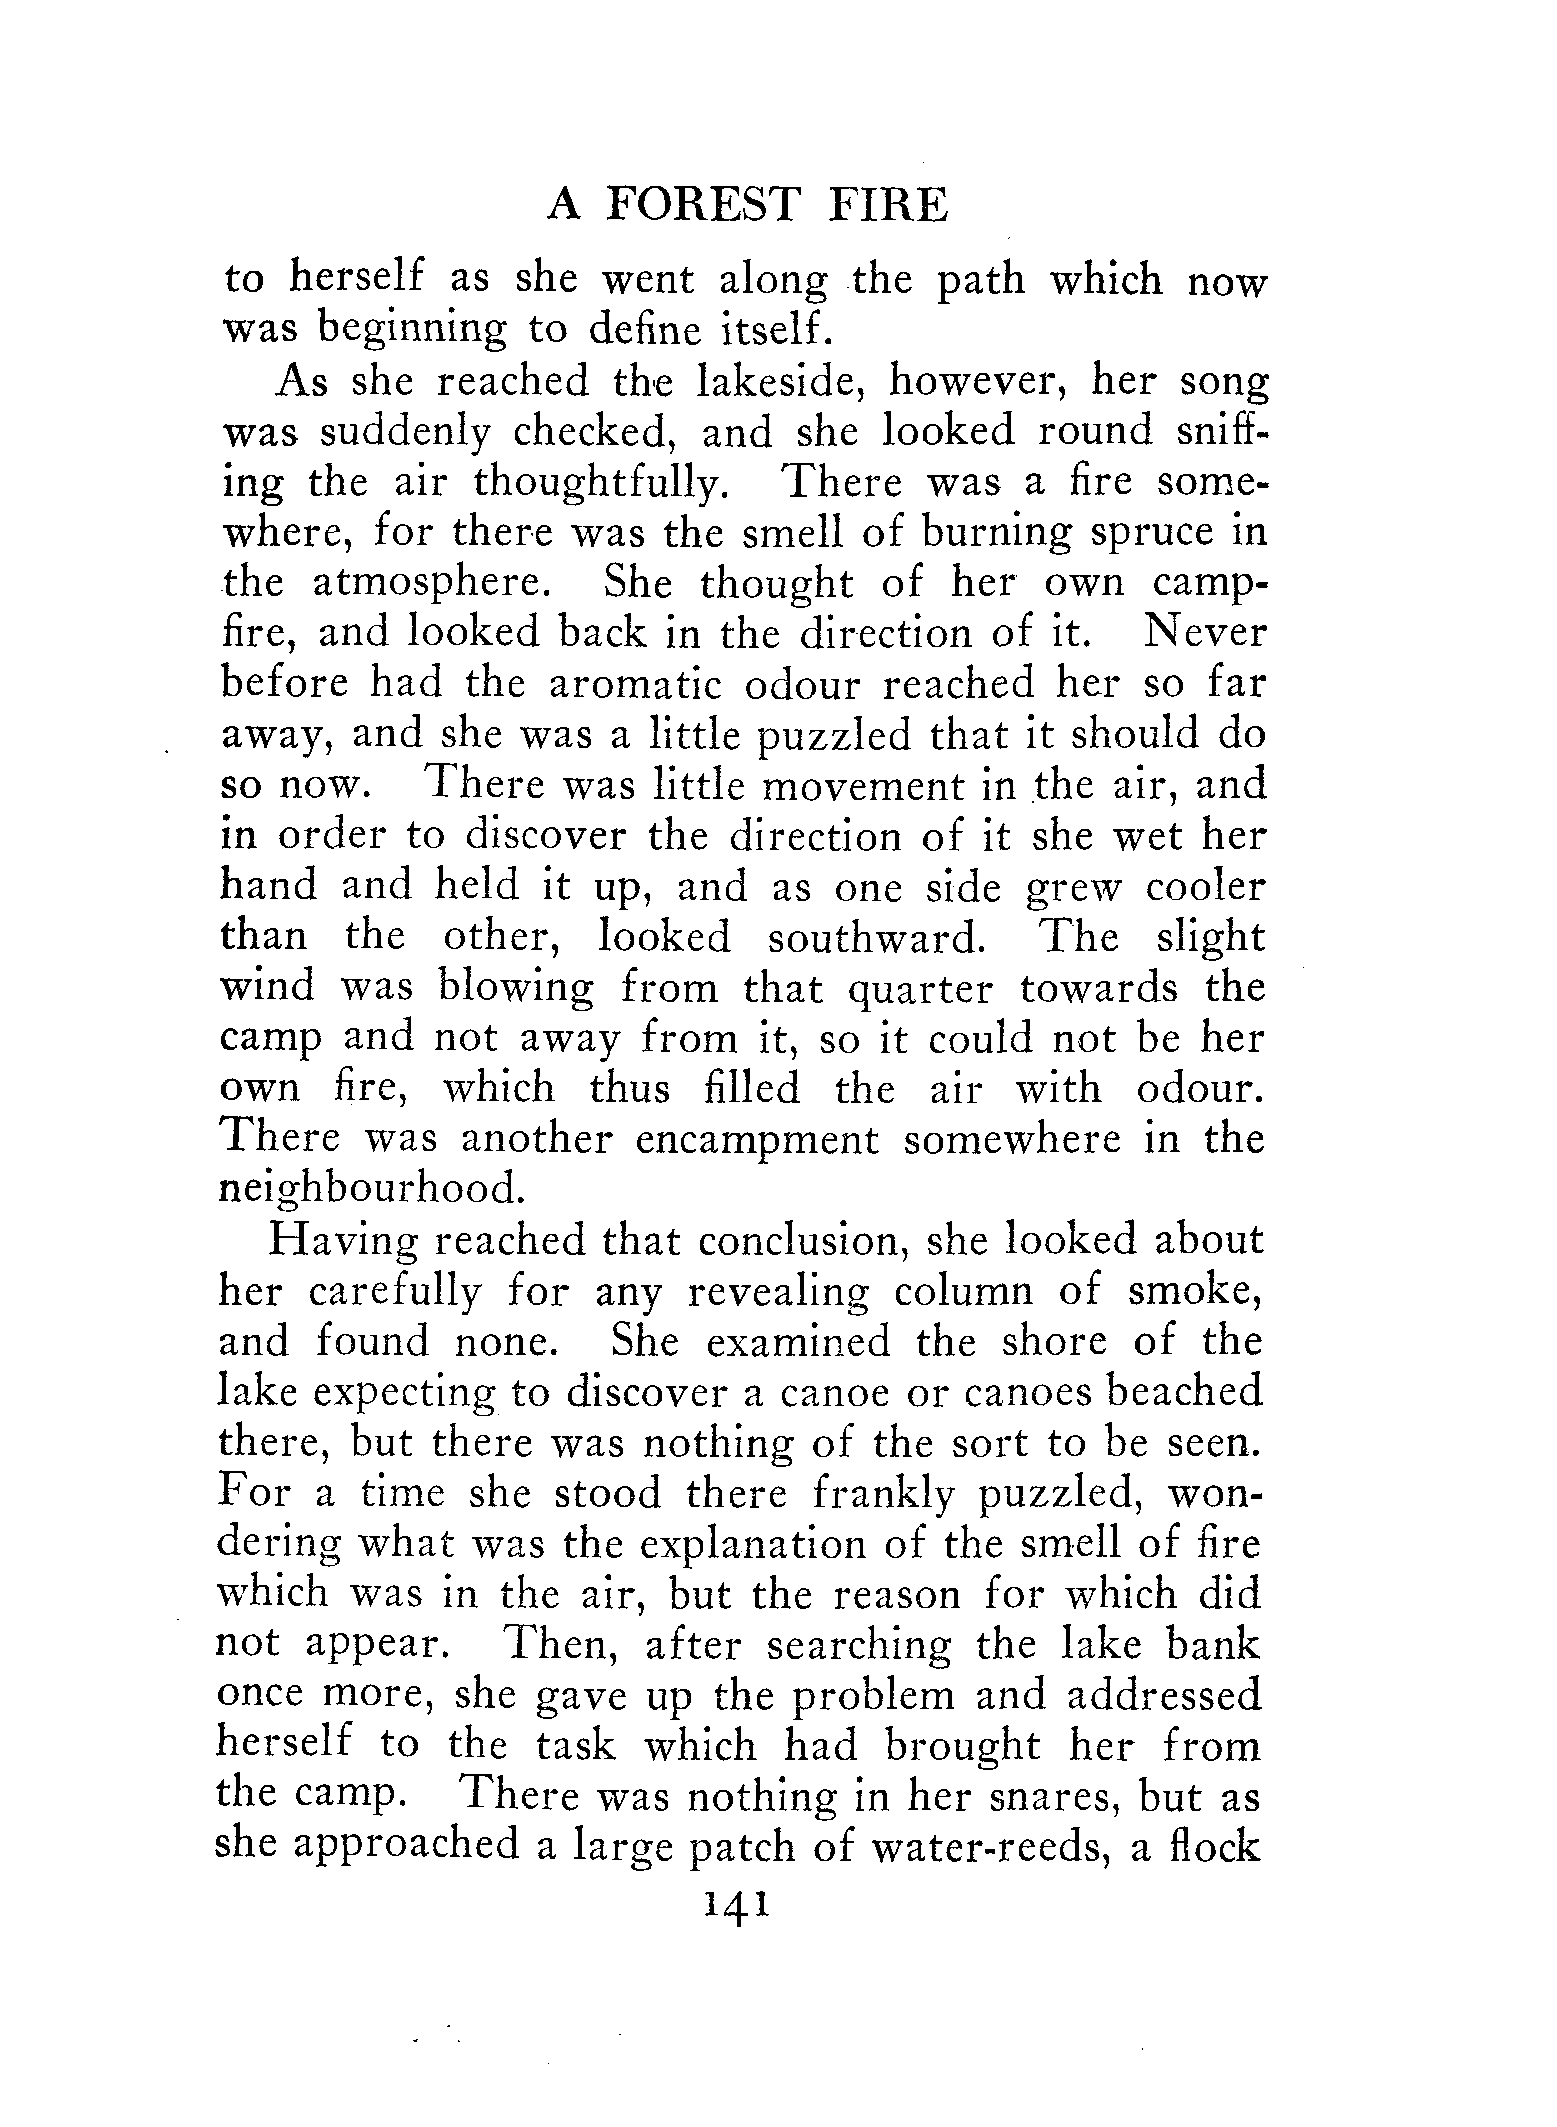 A FOREST FIRE
to herself as she went along the path which now
was beginning to define itself.
As she reached the lakeside, however, her song
was suddenly checked, and she looked round sniff-
ing the air thoughtfully. There was a fire some-
where, for there was the smell of burning spruce in
the atmosphere. She thought of her own camp-
fire, and looked back in the direction of it. Never
before had the aromatic odour reached her so far
away, and she was a little puzzled that it should do
so now. There was little movement in the air, and
in order to discover the direction of it she wet her
hand and held it up, and as one side grew cooler
than the other, looked southward. The slight
wind was blowing from that quarter towards the
camp and not away from it, so it could not be her
own fire, which thus filled the air with odour.
There was another encampment somewhere in the
neighbourhood.
Having reached that conclusion, she looked about
her carefully for any revealing column of smoke,
and found none. She examined the shore of the
lake expecting to discover a canoe or canoes beached
there, but there was nothing of the sort to be seen.
For a time she stood there frankly puzzled, won-
dering what was the explanation of the smell of fire
which was in the air, but the reason for which did
not appear. Then, after searching the lake bank
once more, she gave up the problem and addressed
herself to the task which had brought her from
the camp. There was nothing in her snares, but as
she approached a large patch of water-reeds, a flock
141